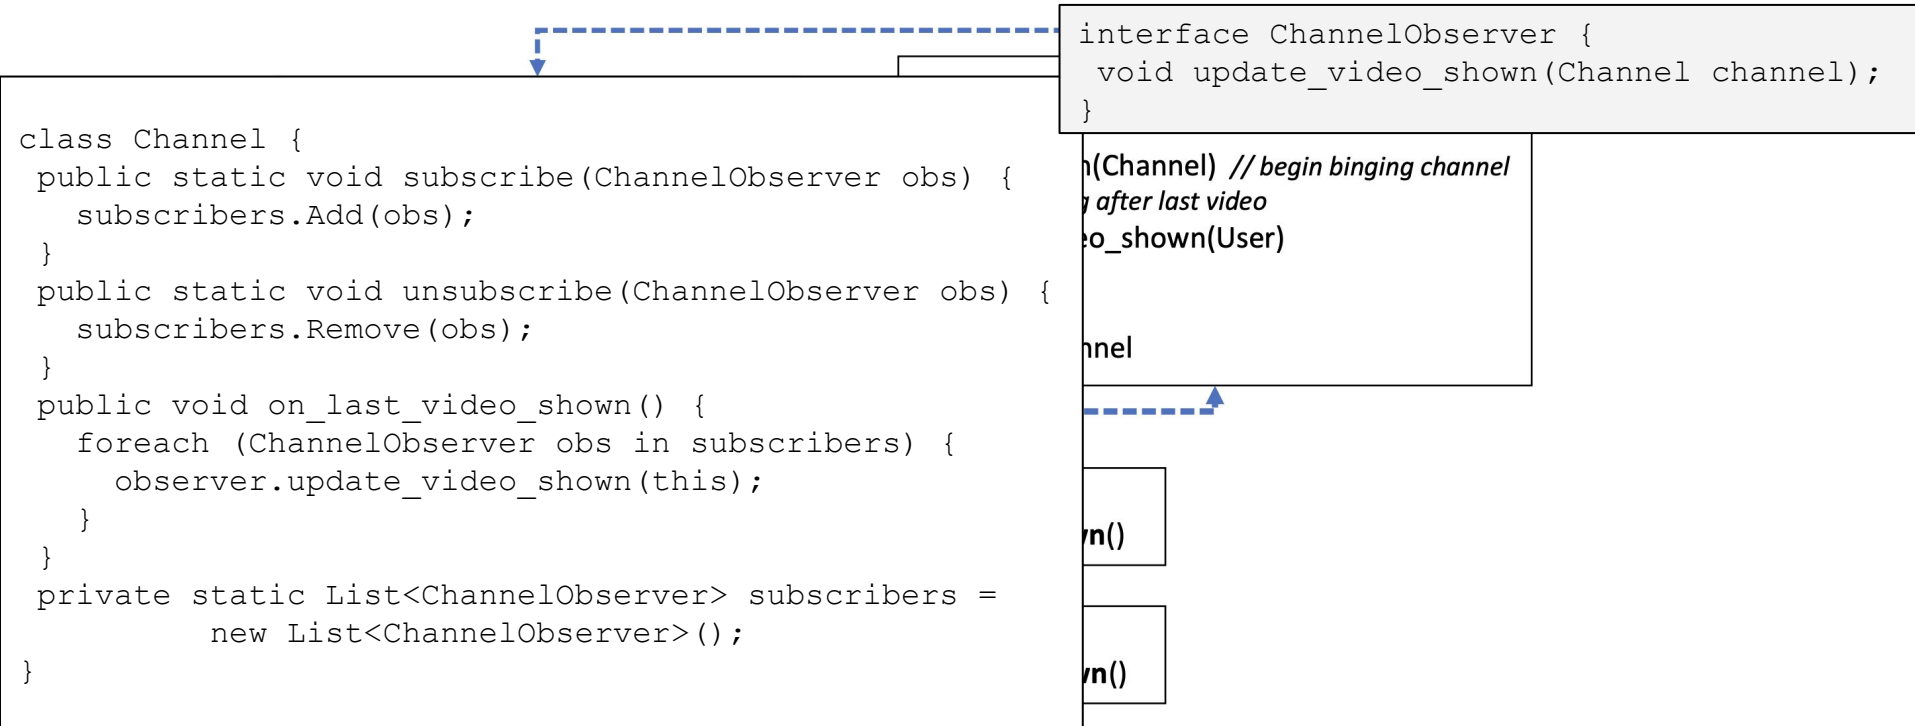 interface ChannelObserver {
void update_video_shown(Channel channel);
}
class Channel {
public static void subscribe(ChannelObserver obs) {
subscribers.Add(obs);
}
public static void unsubscribe(ChannelObserver obs) {
subscribers.Remove(obs);
}
public void on_last_video_shown() {
foreach (ChannelObserver obs in subscribers) {
observer.update_video_shown(this);
}
}
private static List<ChannelObserver> subscribers =
new List<ChannelObserver>();
}
(Channel) // begin binging channel
after last video
_shown(User)
()
()